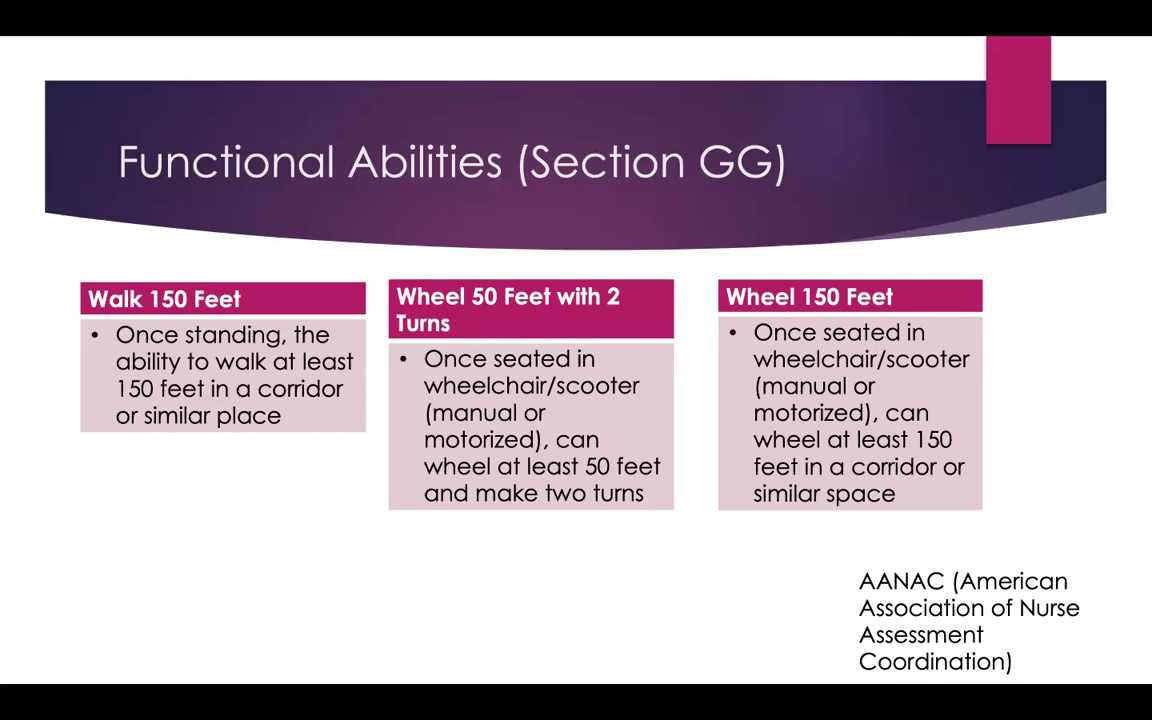 Functional Abilities (Section GG)
Walk 150 Feet
• Once standing, the
ability to walk at least
150 feet in a corridor
or similar place
Wheel 50 Feet with 2
Turns
• Once seated in
wheelchair/scooter
(manual or
motorized), can
wheel at least 50 feet
and make two turns
Wheel 150 Feet
• Once seated in
wheelchair/scooter
(manual or
motorized), can
wheel at least 150
feet in a corridor or
similar space
AANAC (American
Association of Nurse
Assessment
Coordination)